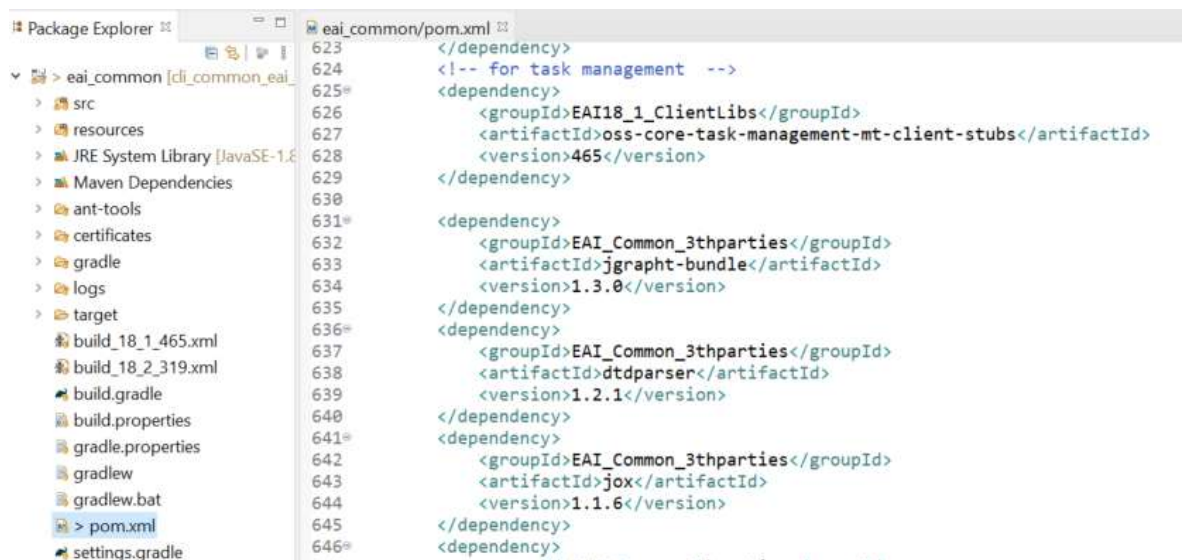 Package Explorer
> eai_common [cli_common_eai_
> src
> resources
> JRE System Library [JavaSE-1.8
> Maven Dependencies
> ant-tools
> certificates
> gradle
> logs
> target
build_18_1_465.xml
build_18_2_319.xml
build.gradle
build.properties
gradle.properties
gradlew
gradlew.bat
> pom.xml
settings.gradle
eai_common/pom.xml
623 </dependency>
624 <!-- for task management  -->
625 <dependency>
626 <groupId>EAI18_1_ClientLibs</groupId>
627 <artifactId>oss-core-task-management-mt-client-stubs</artifactId>
628 <version>465</version>
629 </dependency>
630
631 <dependency>
632 <groupId>EAI_Common_3thparties</groupId>
633 <artifactId>jgrapht-bundle</artifactId>
634 <version>1.3.0</version>
635 </dependency>
636 <dependency>
637 <groupId>EAI_Common_3thparties</groupId>
638 <artifactId>dtdparser</artifactId>
639 <version>1.2.1</version>
640 </dependency>
641 <dependency>
642 <groupId>EAI_Common_3thparties</groupId>
643 <artifactId>jox</artifactId>
644 <version>1.1.6</version>
645 </dependency>
646 <dependency>